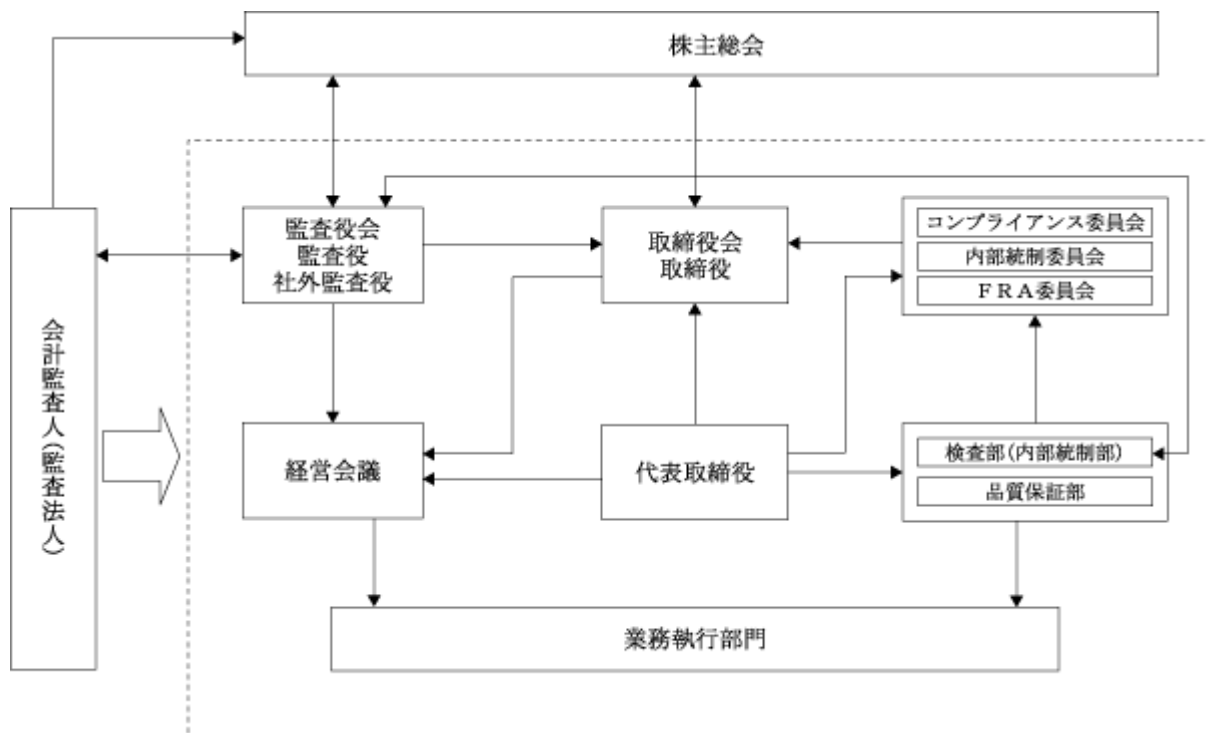 株主総会
監査役会
監査役
社外監査役
取締役会
取締役
コンプライアンス委員会
内部統制委員会
ＦＲＡ委員会
会計監査人(監査法人)
経営会議
代表取締役
検査部(内部統制部)
品質保証部
業務執行部門